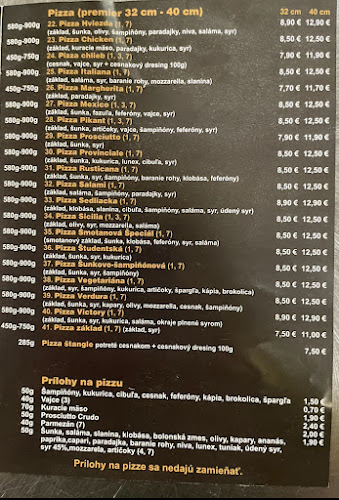 Pizza (premier 32 cm - 40 cm) 32 cm 40 cm
580g-900g 22. Pizza Hviezda (1, 7) 8,90 € 12,90 €
(základ, šunka, olivy, šampiňóny, paradajky, niva, saláma, syr)
580g-900g 23. Pizza Chicken (1, 7) 8,50 € 12,50 €
(základ, kuracie mäso, paradajky, kukurica, syr)
450g-750g 24. Pizza chlieb (1, 3, 7) 7,90 € 11,90 €
(cesnak, vajce, syr + cesnakový dresing 100g)
580g-900g 25. Pizza Italiana (1, 7) 8,50 € 12,50 €
(základ, saláma, syr, baranie rohy, mozzarella, slanina)
450g-750g 26. Pizza Margherita (1, 7) 7,70 € 11,70 €
(základ, paradajky, syr)
580g-900g 27. Pizza Mexico (1, 3, 7) 8,50 € 12,50 €
(základ, šunka, fazuľa, feferóny, vajce, syr)
580g-900g 28. Pizza Pikant (1, 3, 7) 8,50 € 12,50 €
(základ, šunka, artičoky, vajce, šampiňóny, feferóny, syr)
580g-900g 29. Pizza Prosciutto (1, 7) 7,90 € 11,90 €
(základ, šunka, syr)
580g-900g 30. Pizza Provinciale (1, 7) 8,50 € 12,50 €
(základ, šunka, kukurica, lunex, cibuľa, syr)
580g-900g 31. Pizza Rusticana (1, 7) 8,50 € 12,50 €
(základ, šunka, syr, šampiňóny, baranie rohy, klobása, feferóny)
580g-900g 32. Pizza Salámi (1, 7) 8,50 € 12,50 €
(základ, saláma, šampiňóny, paradajky, syr)
580g-900g 33. Pizza Sedliacka (1, 7) 8,90 € 12,90 €
(základ, klobása, slanina, cibuľa, šampiňóny, saláma, syr, údený syr)
580g-900g 34. Pizza Sicilia (1, 3, 7) 8,50 € 12,50 €
(základ, olivy, syr, mozzarella, saláma)
580g-900g 35. Pizza Smotanová Špeciál (1, 7) 8,50 € 12,50 €
(smotanový základ, šunka, klobása, feferóny, syr, saláma)
580g-900g 36. Pizza Študentská (1, 7) 8,50 € 12,50 €
(základ, šunka, syr, kukurica)
580g-900g 37. Pizza Šunkovo-šampiňónová (1, 7) 8,50 € 12,50 €
(základ, šunka, syr, šampiňóny)
580g-900g 38. Pizza Vegetariána (1, 7) 8,50 € 12,50 €
(základ, šampiňóny, syr, kukurica, artičoky, špargľa, kápia, brokolica)
580g-900g 39. Pizza Verdura (1, 7) 8,50 € 12,50 €
(základ, šunka, syr, kapary, olivy, mozzarella, cesnak, šampiňóny)
580g-900g 40. Pizza Victory (1, 7) 8,90 € 12,90 €
(základ, šunka, syr, kukurica, saláma, okraje plnené syrom)
450g-750g 41. Pizza základ (1, 7) (základ, syr) 7,50 € 11,00 €
285g Pizza štangle potreté cesnakom + cesnakový dresing 100g 7,50 €
Prílohy na pizzu
50g Šampiňóny, kukurica, cibuľa, cesnak, feferóny, kápia, brokolica, špargľa 1,50 €
40g Vajce (3) 0,70 €
70g Kuracie mäso 1,90 €
50g Prosciutto Crudo 2,40 €
40g Parmezán (7) 2,00 €
50g Šunka, saláma, slanina, klobása, bolonská zmes, olivy, kapary, ananás, 1,90 €
paprika,capari, paradajka, baranie rohy, niva, lunex, tuniak, údený syr,
syr 45%,mozzarella, artičoky (4, 7)
Prílohy na pizze sa nedajú zamieňať.